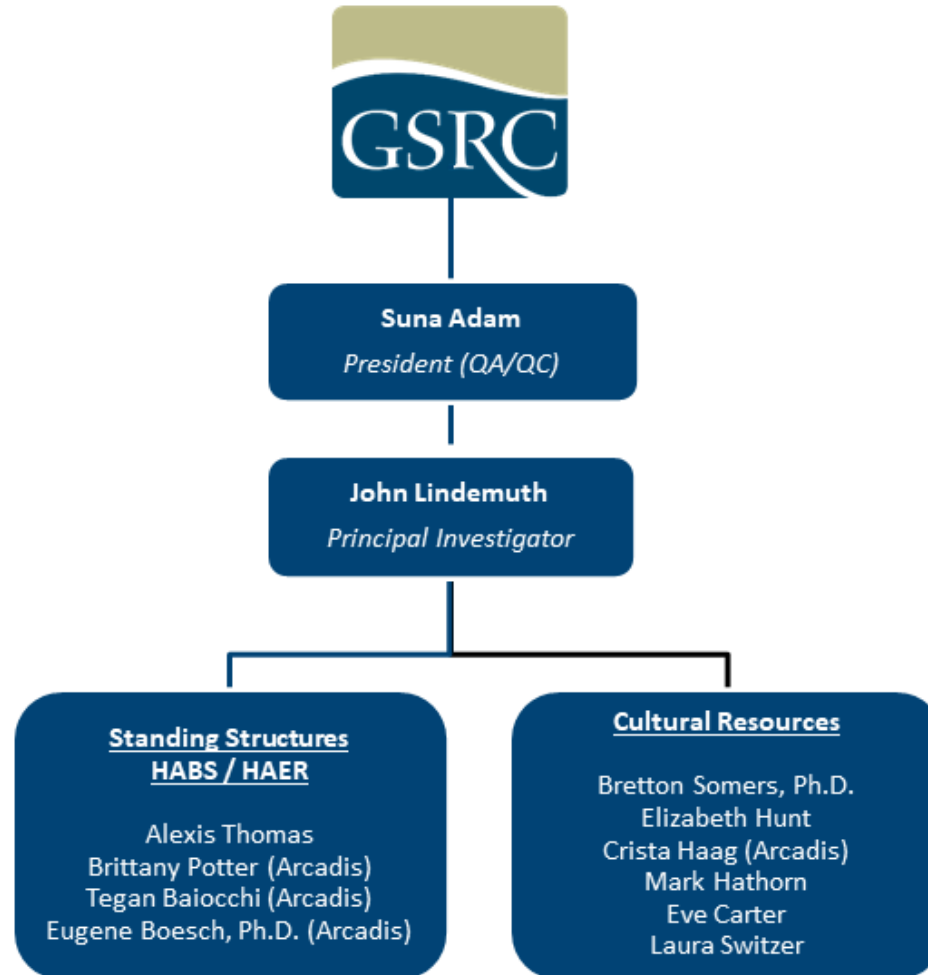 GSRC
Suna Adam
President (QA/QC)
John Lindemuth
Principal Investigator
Standing Structures
HABS / HAER
Alexis Thomas
Brittany Potter (Arcadis)
Tegan Baiocchi (Arcadis)
Eugene Boesch, Ph.D. (Arcadis)
Cultural Resources
Bretton Somers, Ph.D.
Elizabeth Hunt
Crista Haag (Arcadis)
Mark Hathorn
Eve Carter
Laura Switzer